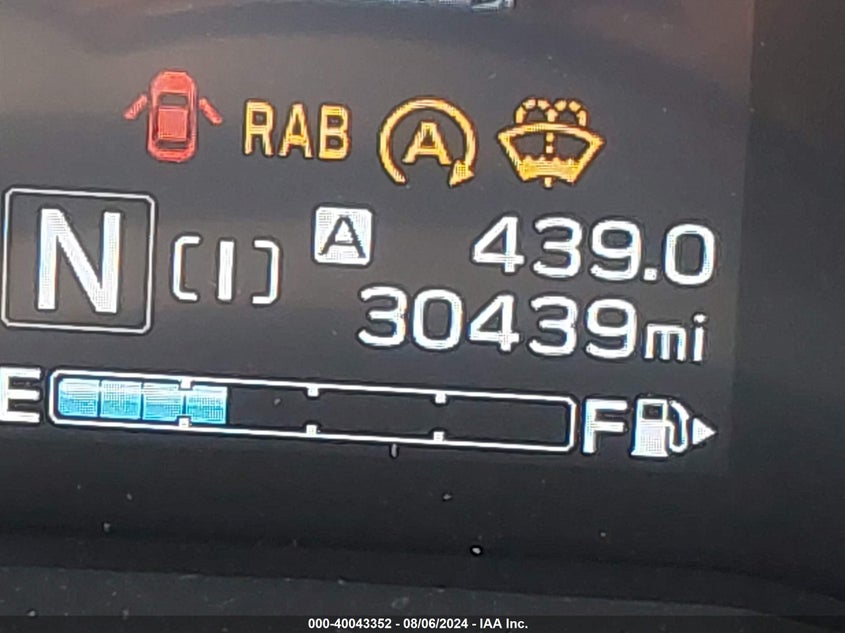 RAB A
N [I] A 439.0
30439mi
E F
000-40043352 - 08/06/2024 - IAA Inc.